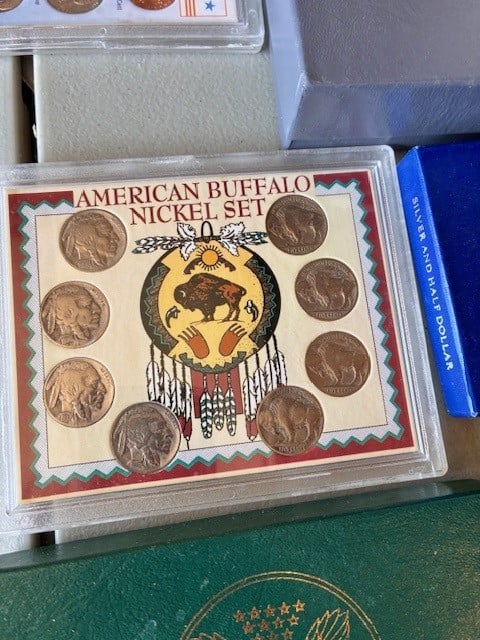 AMERICAN BUFFALO
NICKEL SET
SILVER AND HALF DOLLAR